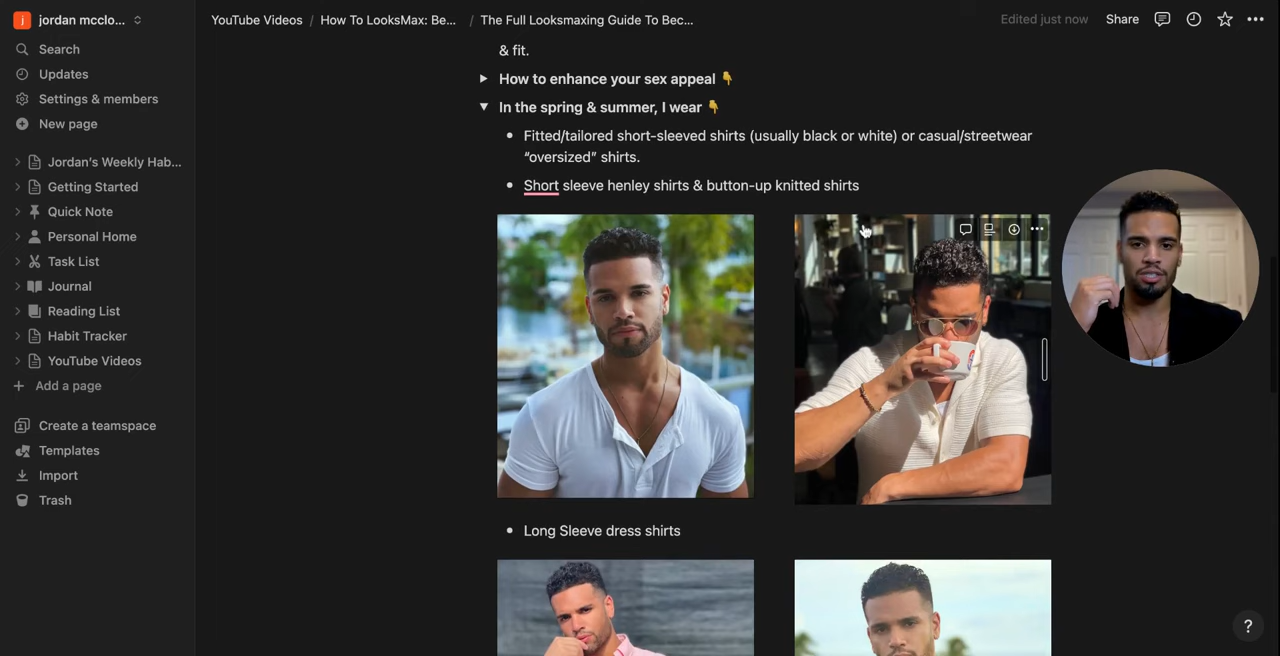 jordan mcclo...
Search
Updates
Settings & members
New page
Jordan's Weekly Hab...
Getting Started
Quick Note
Personal Home
Task List
Journal
Reading List
Habit Tracker
YouTube Videos
Add a page
Create a teamspace
Templates
Import
Trash
YouTube Videos / How To LooksMax: Be... / The Full Looksmaxing Guide To Bec...
Edited just now Share
& fit.
How to enhance your sex appeal 👇
In the spring & summer, I wear 👇
• Fitted/tailored short-sleeved shirts (usually black or white) or casual/streetwear
“oversized” shirts.
• Short sleeve henley shirts & button-up knitted shirts
• Long Sleeve dress shirts
?